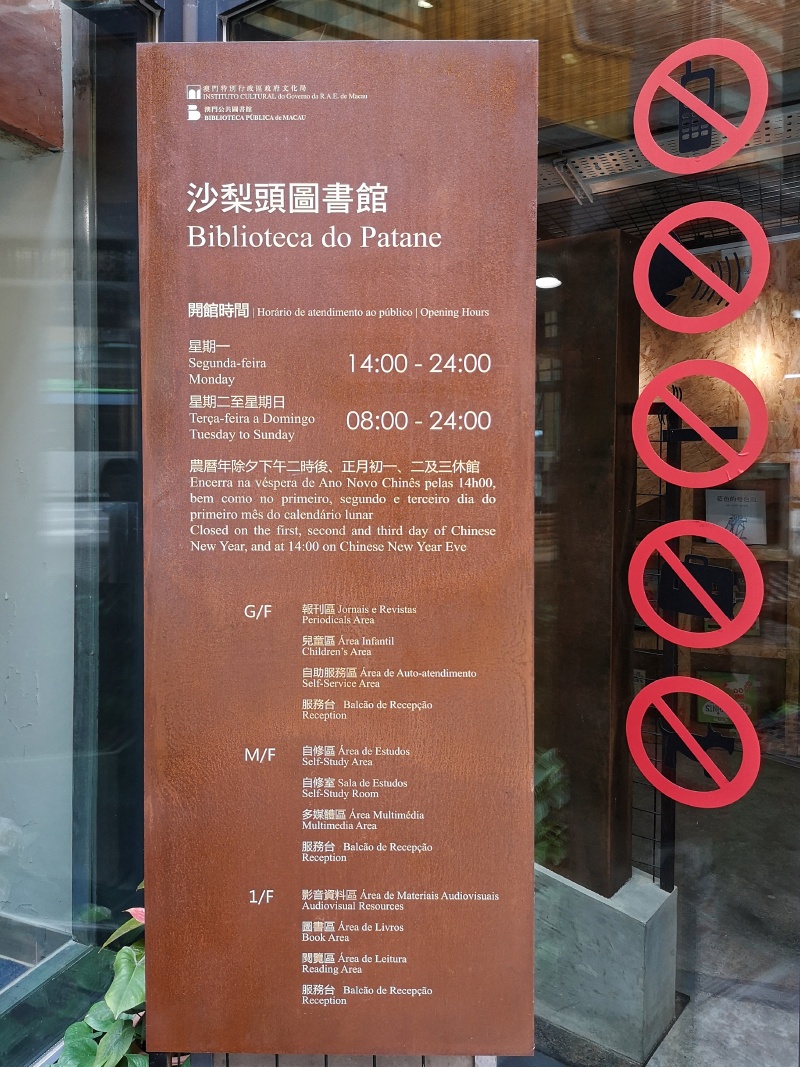 澳門特別行政區政府文化局
INSTITUTO CULTURAL do Governo da R.A.E. de Macau
澳門公共圖書館
BIBLIOTECA PÚBLICA de MACAU
沙梨頭圖書館
Biblioteca do Patane
開館時間 | Horário de atendimento ao público | Opening Hours
星期一
Segunda-feira
Monday
14:00 - 24:00
星期二至星期日
Terça-feira a Domingo
Tuesday to Sunday
08:00 - 24:00
農曆年除夕下午二時後、正月初一、二及三休館
Encerra na véspera de Ano Novo Chinês pelas 14h00,
bem como no primeiro, segundo e terceiro dia do
primeiro mês do calendário lunar
Closed on the first, second and third day of Chinese
New Year, and at 14:00 on Chinese New Year Eve
G/F
報刊區 Jornais e Revistas
Periodicals Area
兒童區 Área Infantil
Children's Area
自助服務區 Área de Auto-atendimento
Self-Service Area
服務台 Balcão de Recepção
Reception
M/F
自修區 Área de Estudos
Self-Study Area
自修室 Sala de Estudos
Self-Study Room
多媒體區 Área Multimédia
Multimedia Area
服務台 Balcão de Recepção
Reception
1/F
影音資料區 Área de Materiais Audiovisuais
Audiovisual Resources
圖書區 Área de Livros
Book Area
閱覽區 Área de Leitura
Reading Area
服務台 Balcão de Recepção
Reception